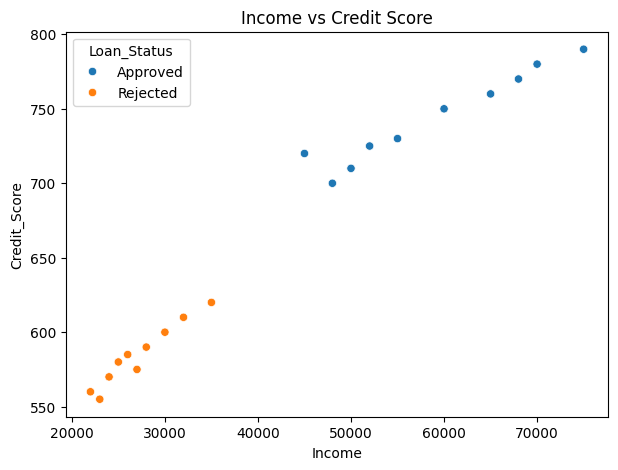 Income vs Credit Score
Loan_Status
Approved
Rejected
800
750
700
650
600
550
Credit_Score
20000 30000 40000 50000 60000 70000
Income